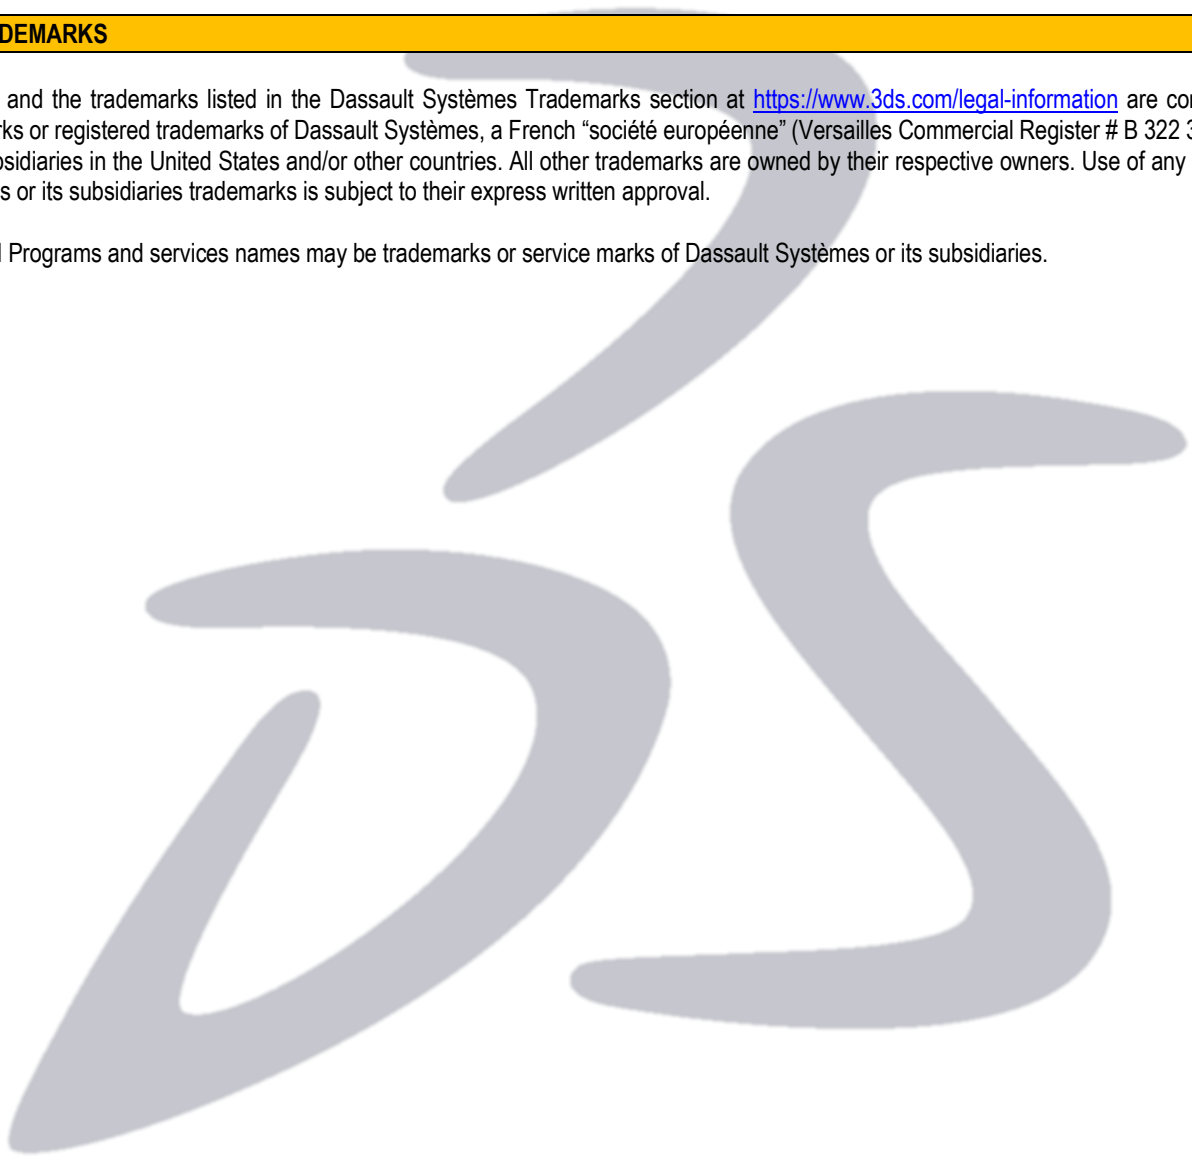 DEMARKS
and the trademarks listed in the Dassault Systèmes Trademarks section at https://www.3ds.com/legal-information are
or registered trademarks of Dassault Systèmes, a French “société européenne” (Versailles Commercial Register # B 322
in the United States and/or other countries. All other trademarks are owned by their respective owners. Use of any
or its subsidiaries trademarks is subject to their express written approval.
Programs and services names may be trademarks or service marks of Dassault Systèmes or its subsidiaries.